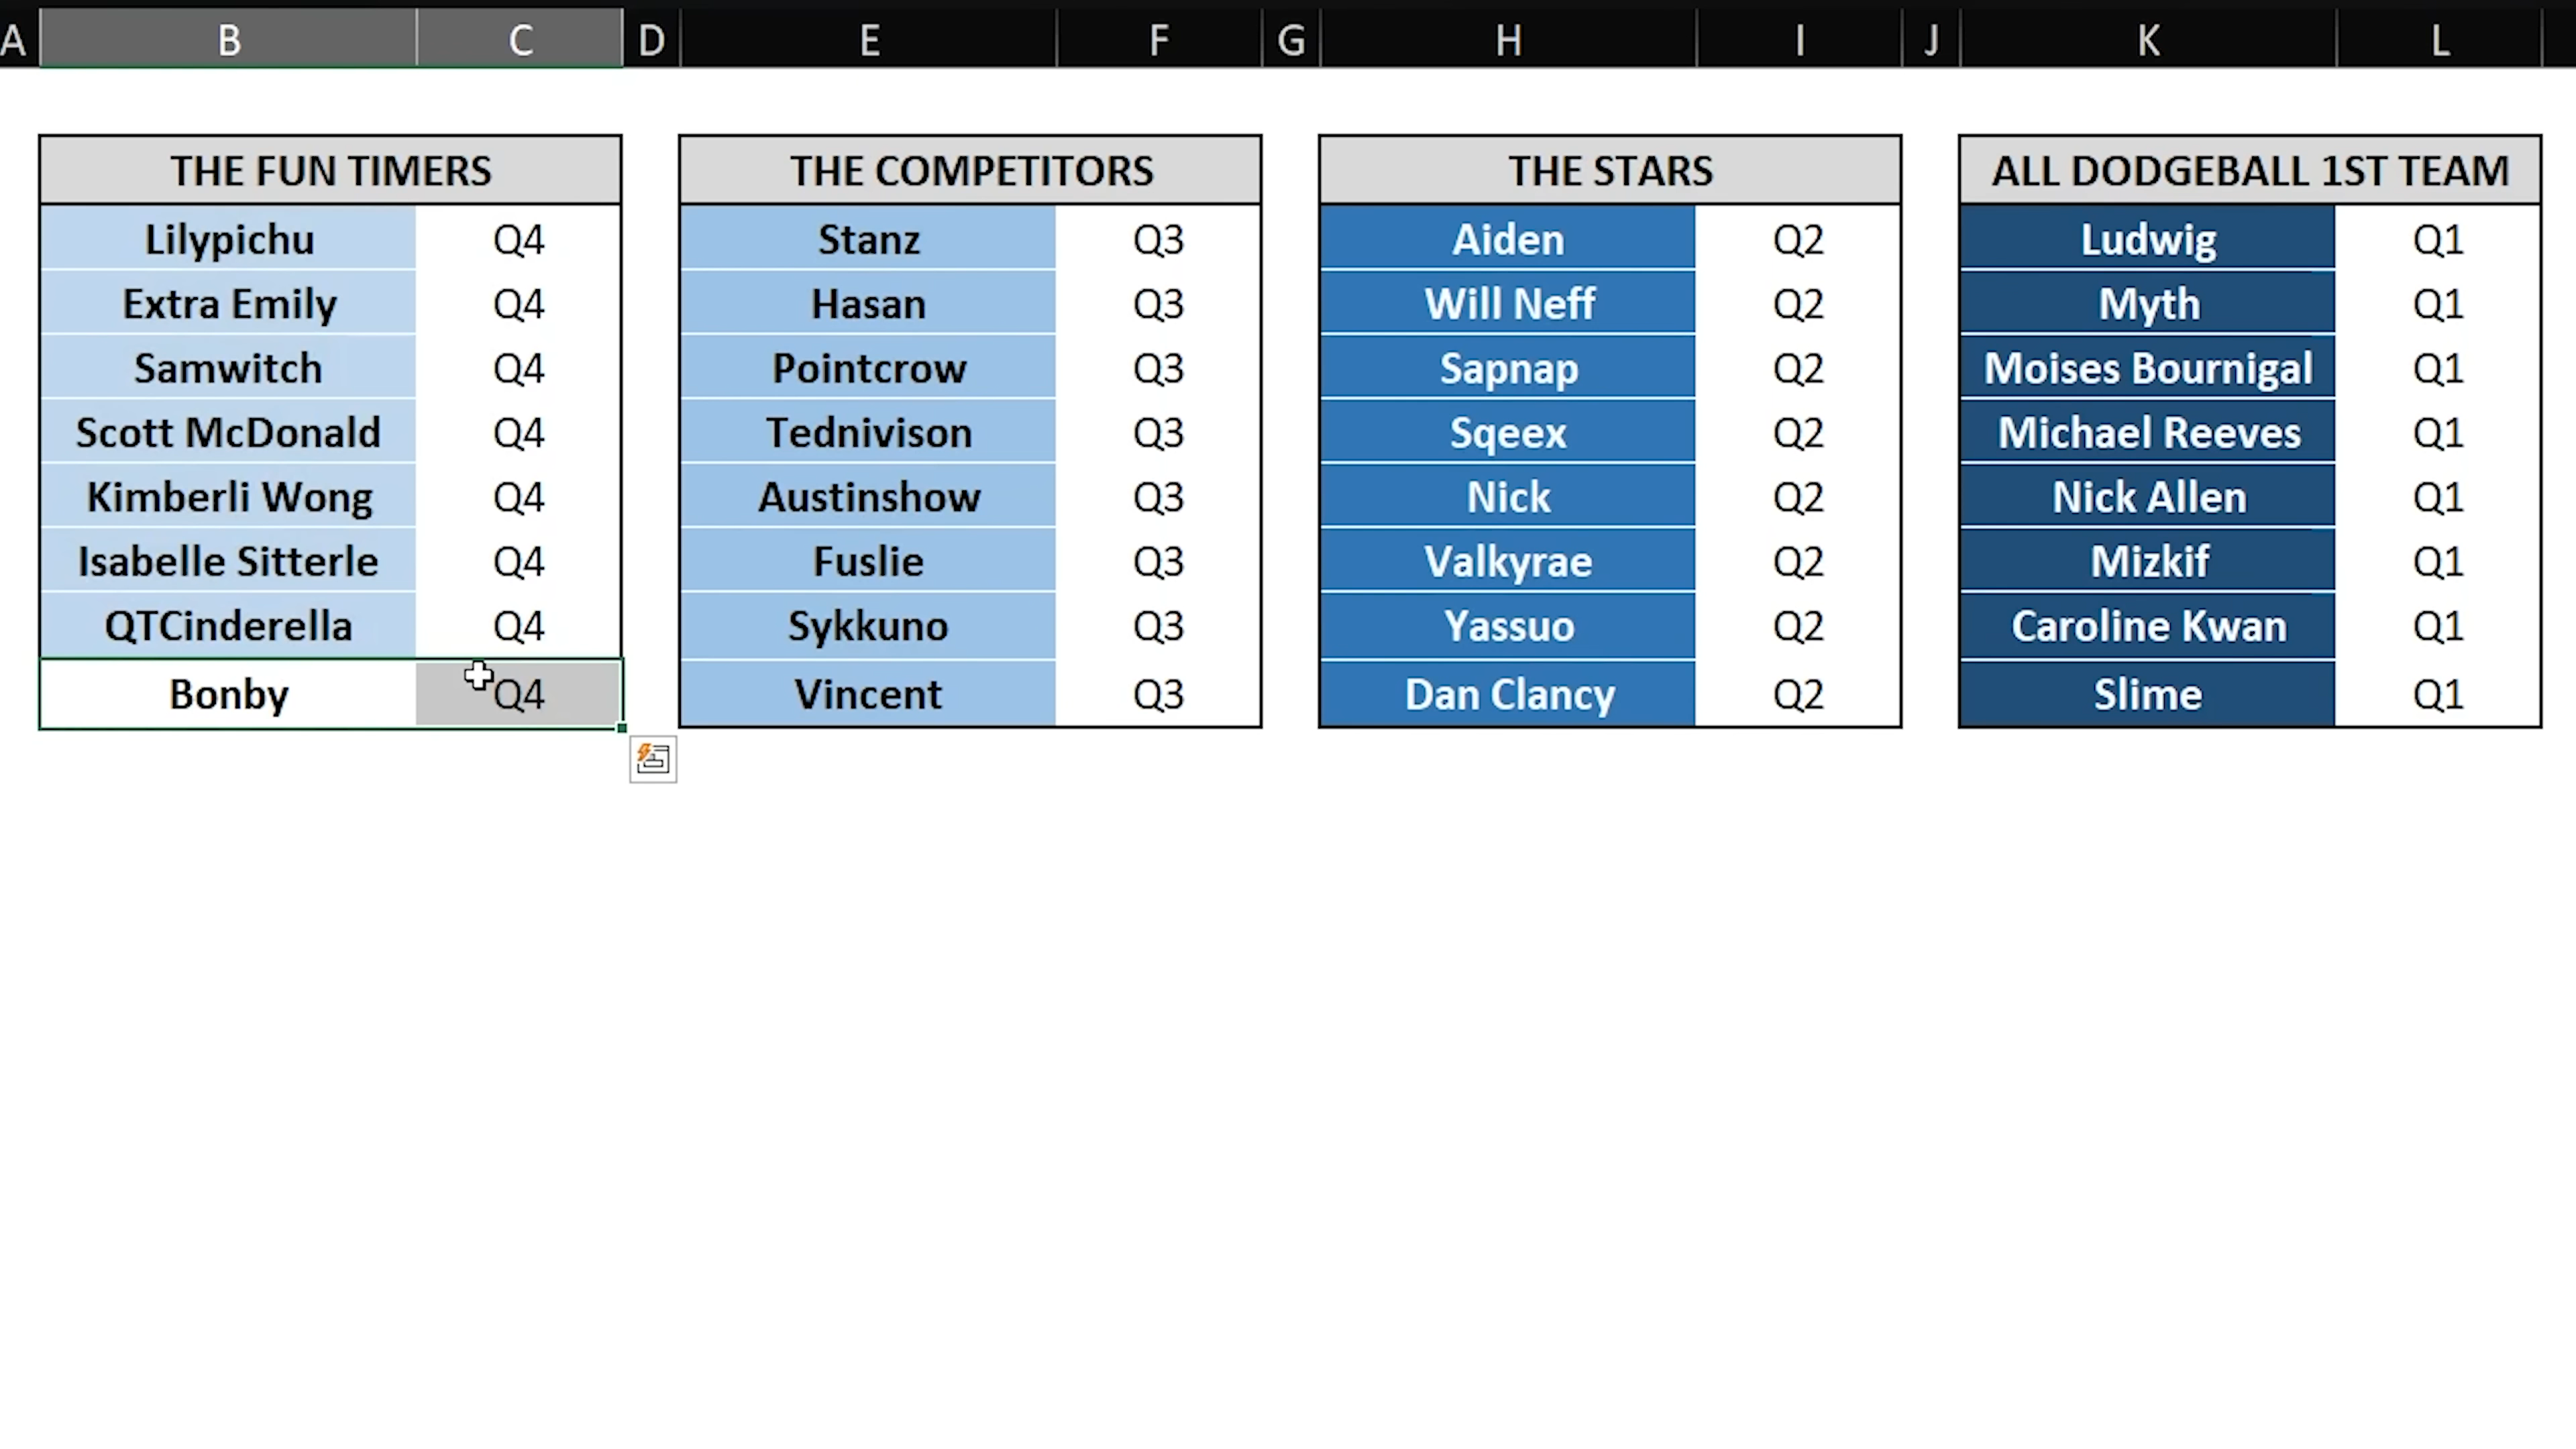 A B C D E F G H I J K L
THE FUN TIMERS THE COMPETITORS THE STARS ALL DODGEBALL 1ST TEAM
Lilypichu Q4 Stanz Q3 Aiden Q2 Ludwig Q1
Extra Emily Q4 Hasan Q3 Will Neff Q2 Myth Q1
Samwitch Q4 Pointcrow Q3 Sapnap Q2 Moises Bournigal Q1
Scott McDonald Q4 Tednivison Q3 Sqeex Q2 Michael Reeves Q1
Kimberli Wong Q4 Austinshow Q3 Nick Q2 Nick Allen Q1
Isabelle Sitterle Q4 Fuslie Q3 Valkyrae Q2 Mizkif Q1
QTCinderella Q4 Sykkuno Q3 Yassuo Q2 Caroline Kwan Q1
Bonby Q4 Vincent Q3 Dan Clancy Q2 Slime Q1